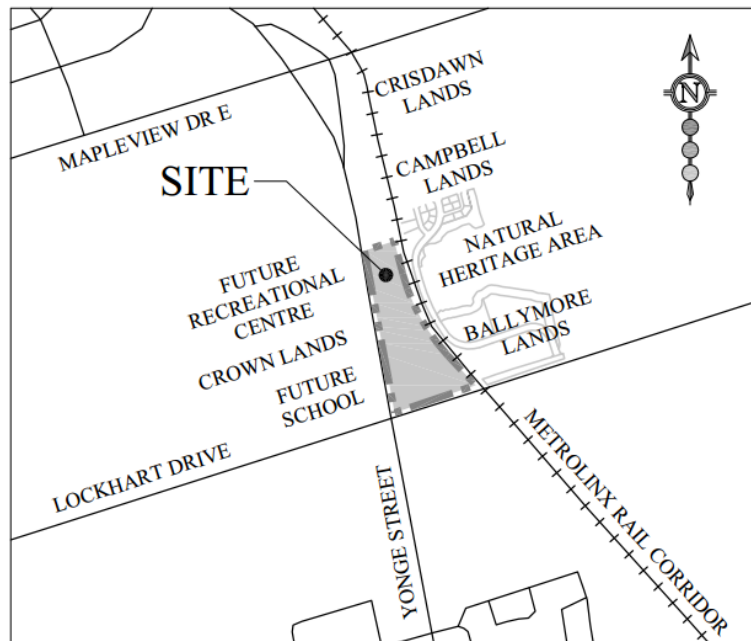 CRISDAWN
LANDS
N
MAPLEVIEW DR E
CAMPBELL
LANDS
SITE
NATURAL
HERITAGE AREA
FUTURE
RECREATIONAL
CENTRE
BALLYMORE
LANDS
CROWN LANDS
FUTURE
SCHOOL
LOCKHART DRIVE
YONGE STREET
METROLINX RAIL CORRIDOR